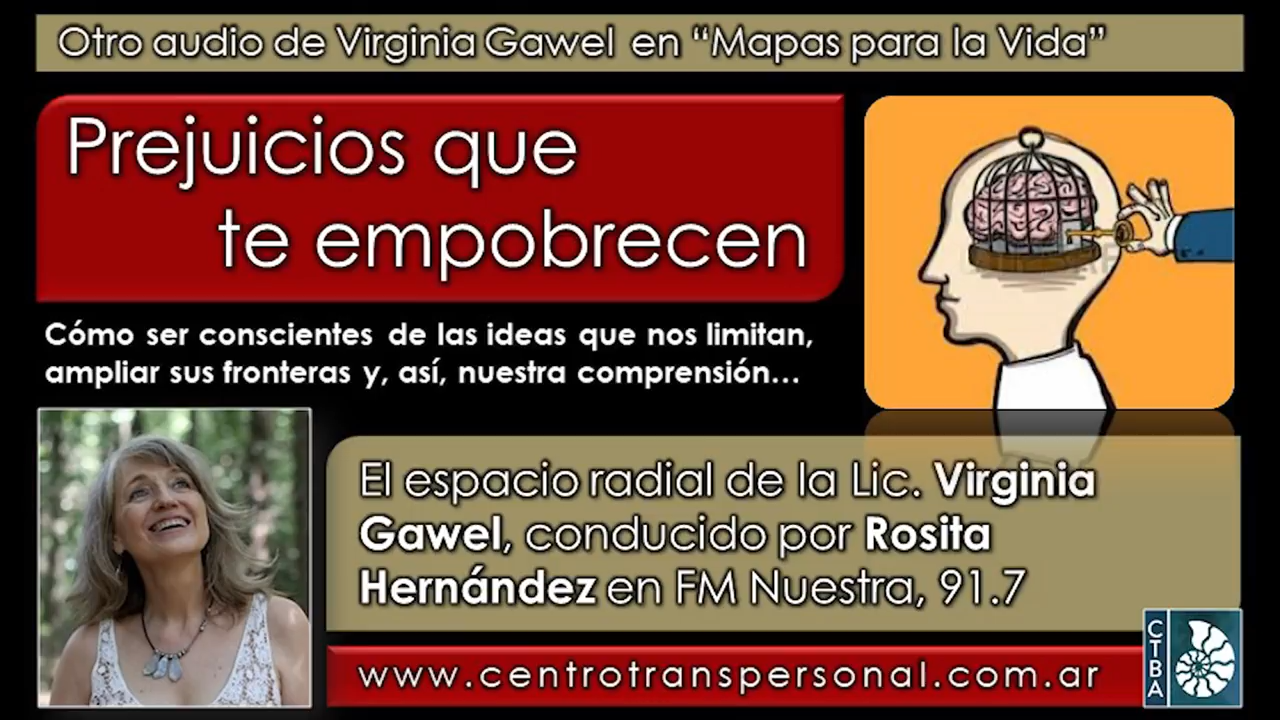 Otro audio de Virginia Gawel en “Mapas para la Vida”
Prejuicios que
te empobrecen
Cómo ser conscientes de las ideas que nos limitan,
ampliar sus fronteras y, así, nuestra comprensión...
El espacio radial de la Lic. Virginia
Gawel, conducido por Rosita
Hernández en FM Nuestra, 91.7
www.centrotranspersonal.com.ar
CTBA